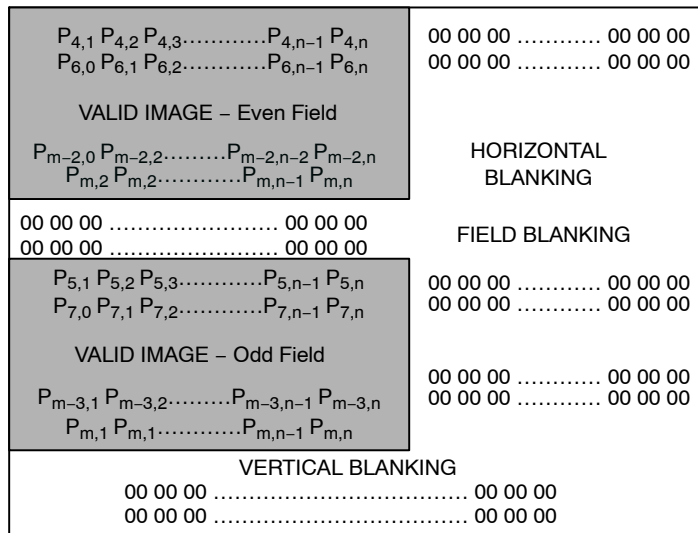 P4,1 P4,2 P4,3............P4,n−1 P4,n 00 00 00 ............ 00 00 00
P6,0 P6,1 P6,2............P6,n−1 P6,n 00 00 00 ............ 00 00 00
VALID IMAGE − Even Field
Pm−2,0 Pm−2,2.........Pm−2,n−2 Pm−2,n
Pm,2 Pm,2............Pm,n−1 Pm,n
HORIZONTAL
BLANKING
00 00 00 ....................... 00 00 00
00 00 00 ....................... 00 00 00
FIELD BLANKING
P5,1 P5,2 P5,3............P5,n−1 P5,n 00 00 00 ............ 00 00 00
P7,0 P7,1 P7,2............P7,n−1 P7,n 00 00 00 ............ 00 00 00
VALID IMAGE − Odd Field
Pm−3,1 Pm−3,2.........Pm−3,n−1 Pm−3,n 00 00 00 ............ 00 00 00
Pm,1 Pm,1............Pm,n−1 Pm,n 00 00 00 ............ 00 00 00
VERTICAL BLANKING
00 00 00 .................................. 00 00 00
00 00 00 .................................. 00 00 00